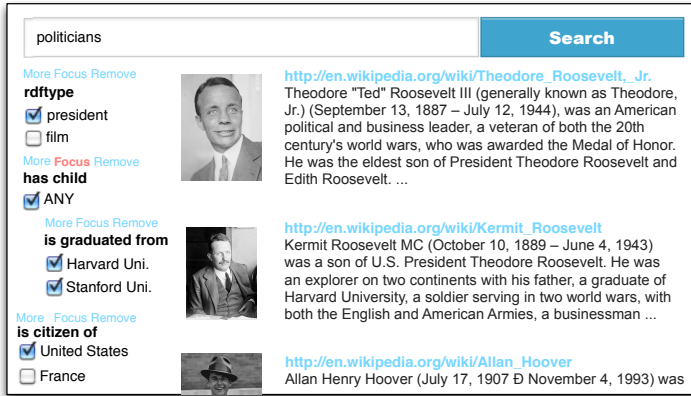 politicians
Search
More Focus Remove
rdftype
president
film
More Focus Remove
has child
ANY
More Focus Remove
is graduated from
Harvard Uni.
Stanford Uni.
More Focus Remove
is citizen of
United States
France
http://en.wikipedia.org/wiki/Theodore_Roosevelt,_Jr.
Theodore "Ted" Roosevelt III (generally known as Theodore,
Jr.) (September 13, 1887 – July 12, 1944), was an American
political and business leader, a veteran of both the 20th
century's world wars, who was awarded the Medal of Honor.
He was the eldest son of President Theodore Roosevelt and
Edith Roosevelt. ...
http://en.wikipedia.org/wiki/Kermit_Roosevelt
Kermit Roosevelt MC (October 10, 1889 – June 4, 1943)
was a son of U.S. President Theodore Roosevelt. He was
an explorer on two continents with his father, a graduate of
Harvard University, a soldier serving in two world wars, with
both the English and American Armies, a businessman ...
http://en.wikipedia.org/wiki/Allan_Hoover
Allan Henry Hoover (July 17, 1907 Ð November 4, 1993) was